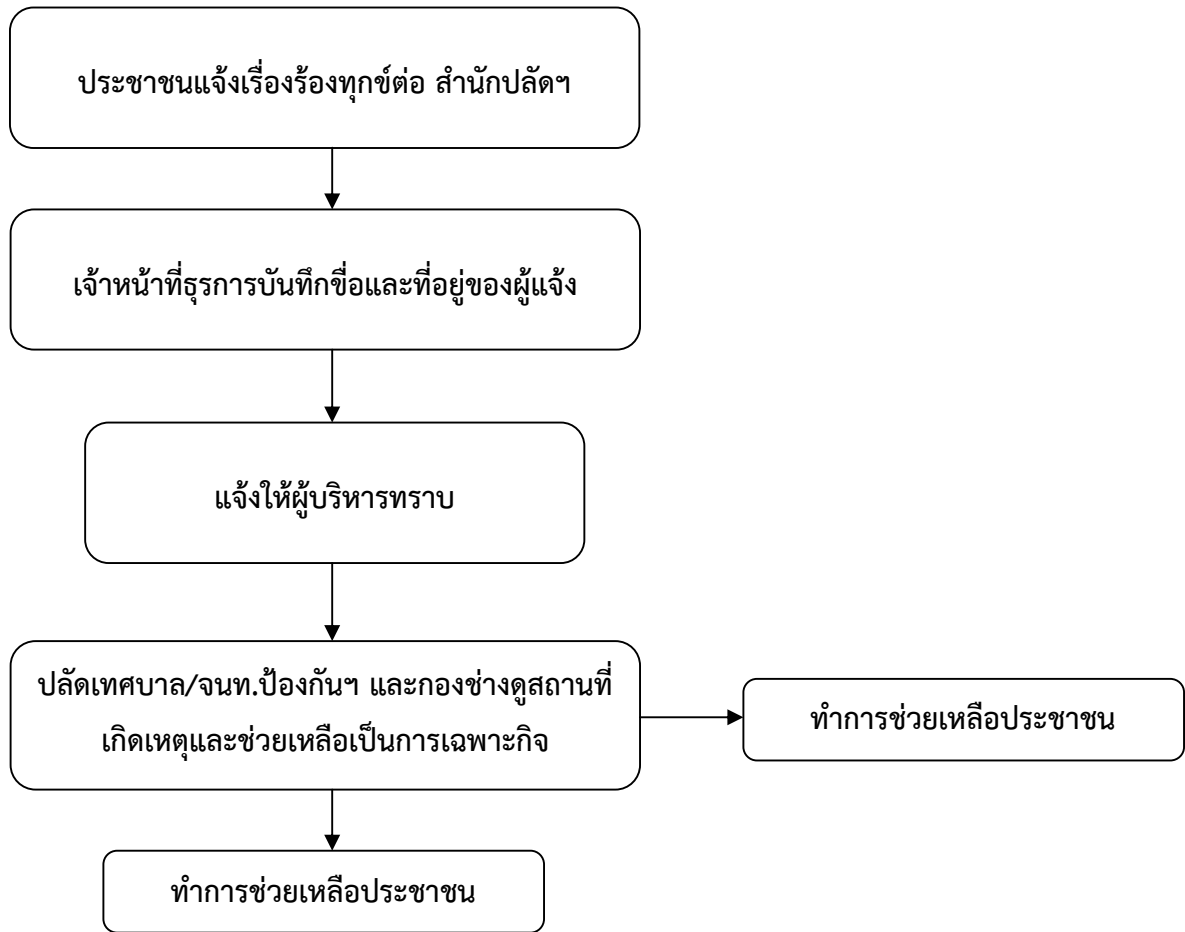 ประชาชนแจ้งเรื่องร้องทุกข์ต่อ สำนักปลัดฯ
เจ้าหน้าที่ธุรการบันทึกชื่อและที่อยู่ของผู้แจ้ง
แจ้งให้ผู้บริหารทราบ
ปลัดเทศบาล/จนท.ป้องกันฯ และกองช่างดูสถานที่
เกิดเหตุและช่วยเหลือเป็นการเฉพาะกิจ
ทำการช่วยเหลือประชาชน
ทำการช่วยเหลือประชาชน